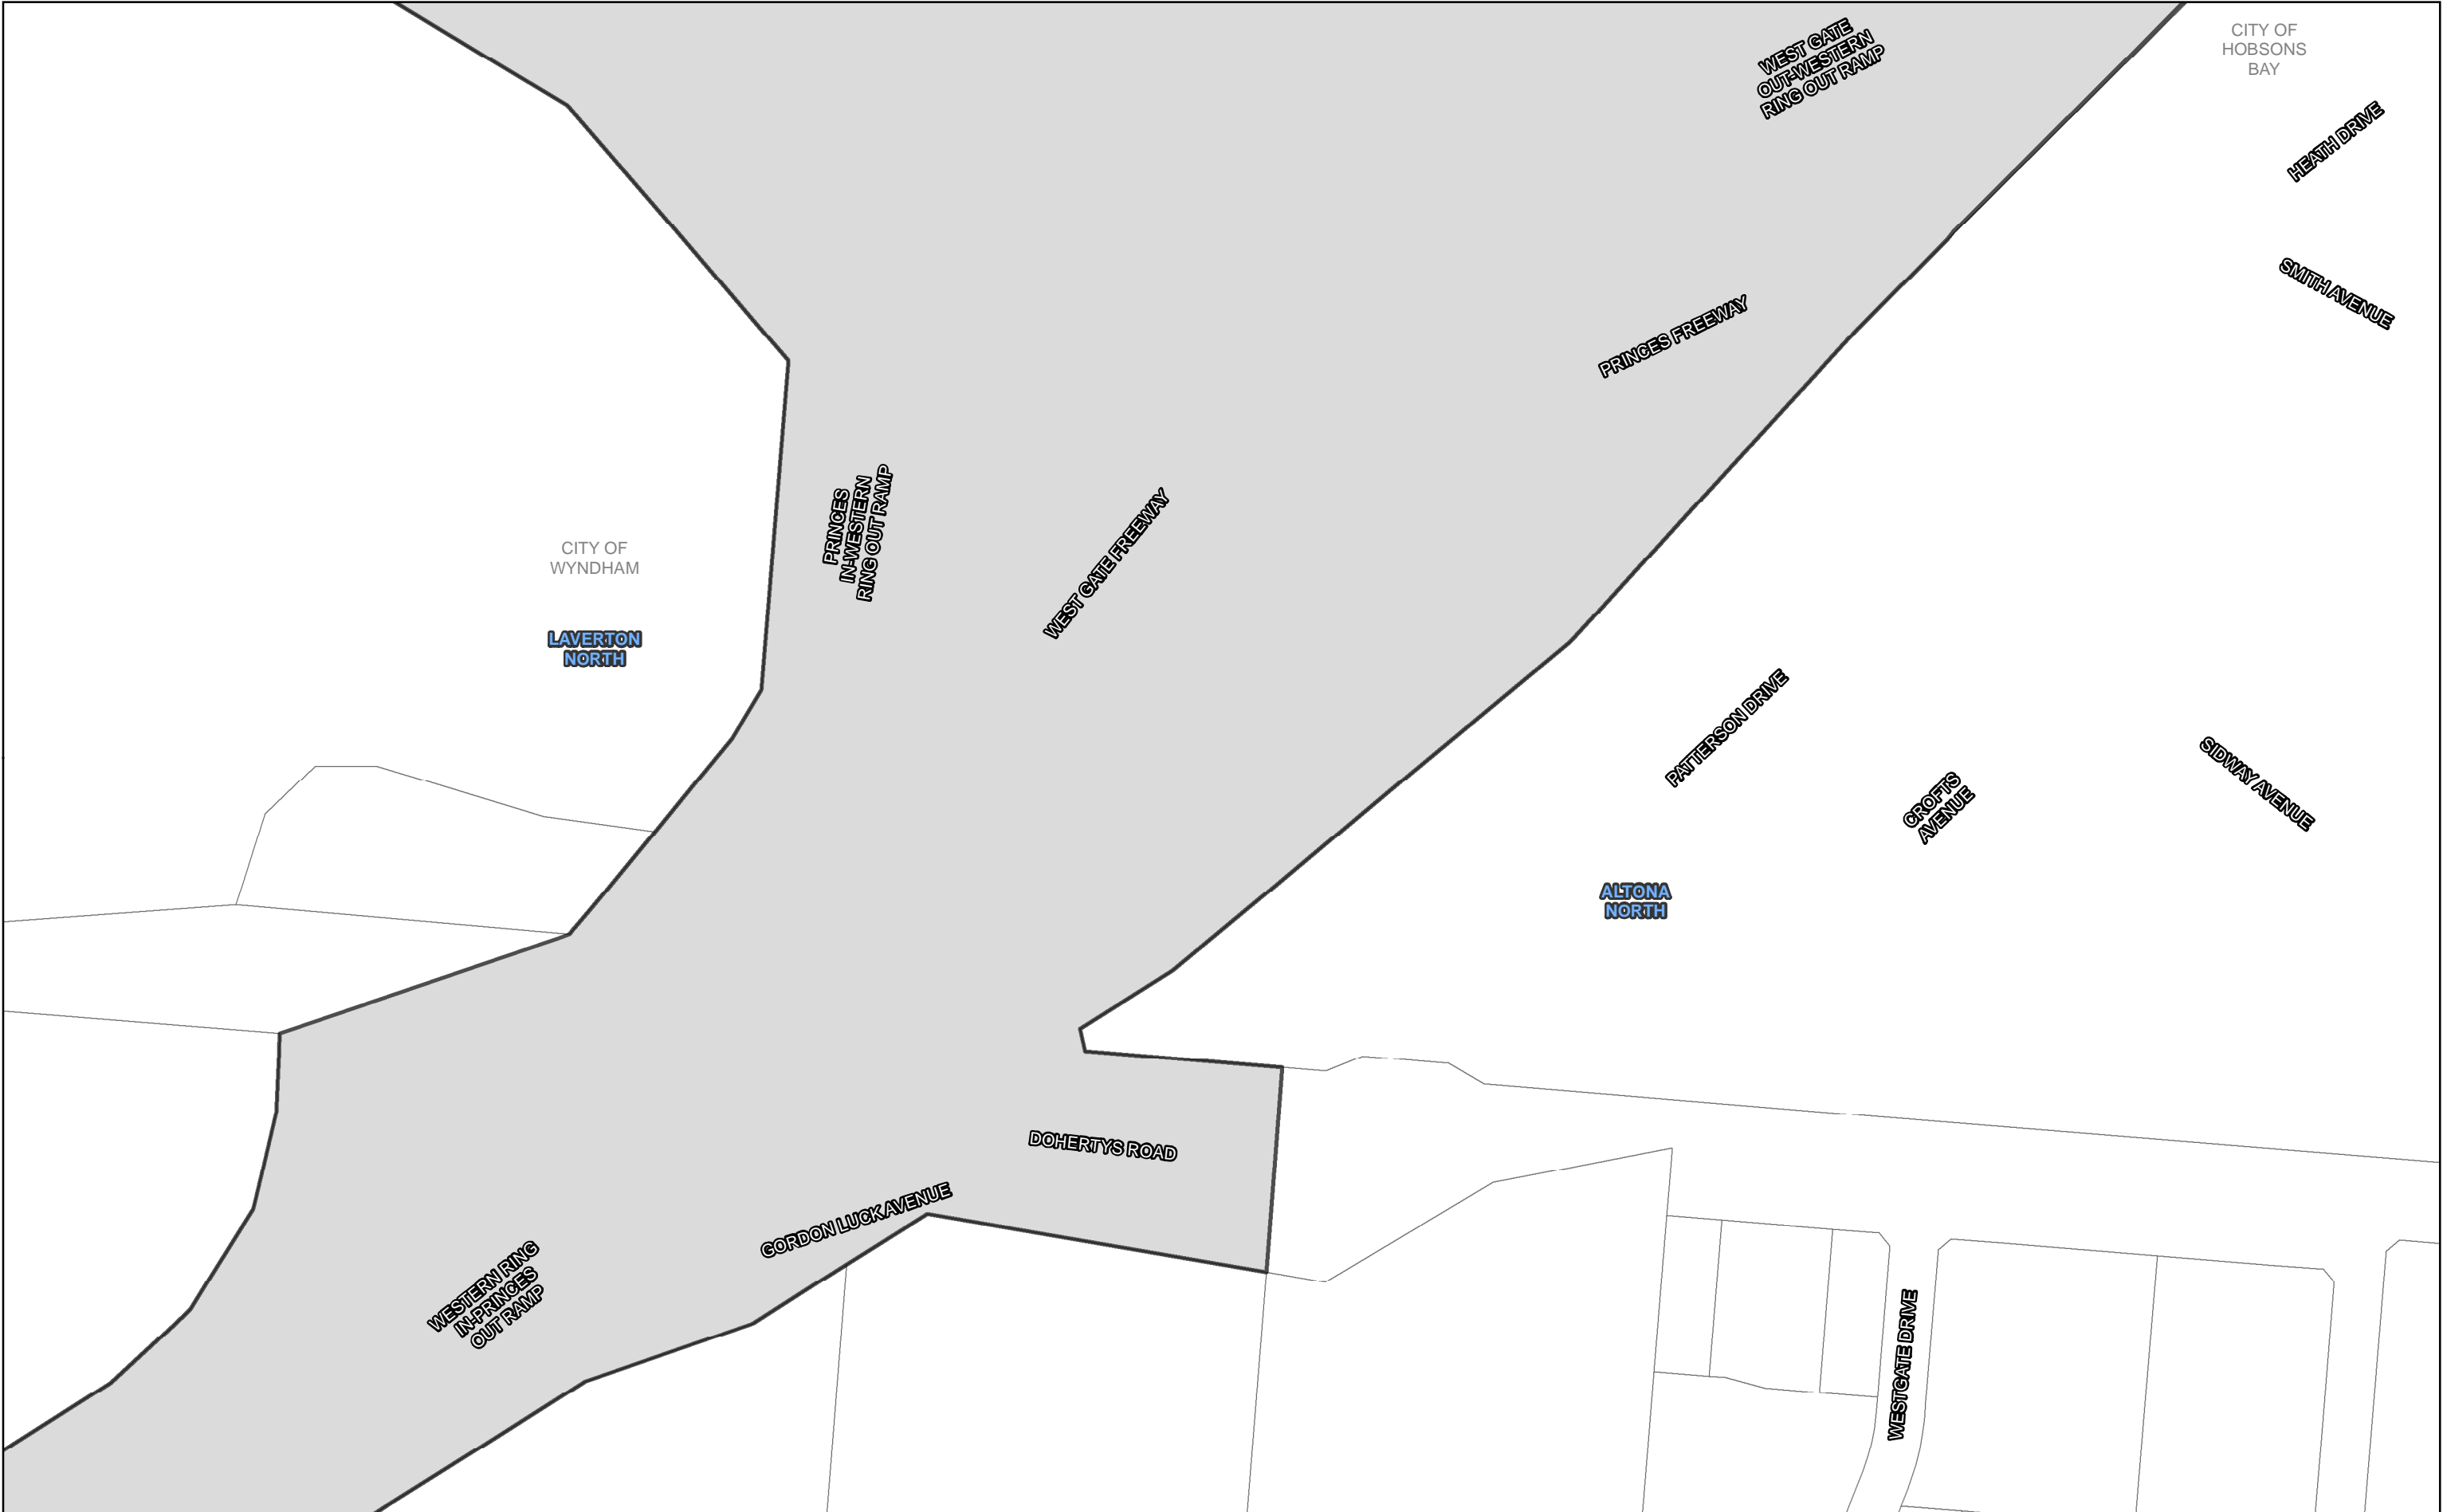 WEST GATE
OUT-WESTERN
RING OUT RAMP
CITY OF
HOBSONS
BAY
HEATH DRIVE
SMITH AVENUE
PRINCES FREEWAY
PRINCES
IN-WESTERN
RING OUT RAMP
WEST GATE FREEWAY
CITY OF
WYNDHAM
LAVERTON
NORTH
PATTERSON DRIVE
CROFTS
AVENUE
SIDWAY AVENUE
ALTONA
NORTH
DOHERTYS ROAD
GORDON LUCK AVENUE
WESTERN RING
IN-PRINCES
OUT RAMP
WESTGATE DRIVE